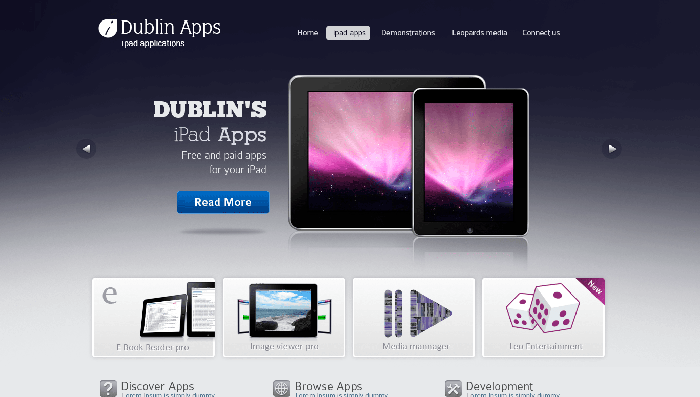 Dublin Apps
ipad applications
Home
ipad apps
Demonstrations
iLeopards media
Connect us
DUBLIN'S
iPad Apps
Free and paid apps
for your iPad
Read More
e
New
E-Book Reader pro
Image viewer pro
Media mannager
Leo Entertainment
? Discover Apps
Browse Apps
Development
Lorem Ipsum is simply dummy
Lorem Ipsum is simply dummy
Lorem Ipsum is simply dummy